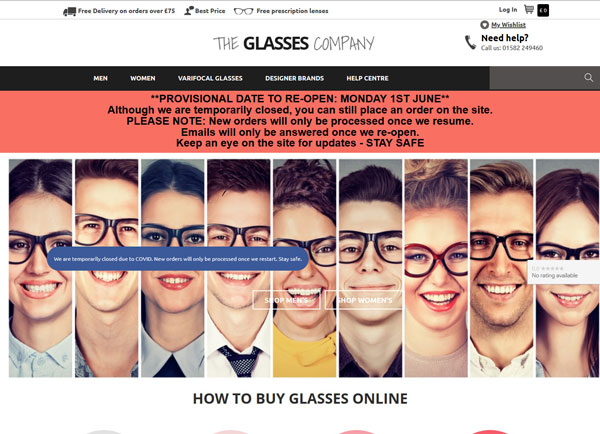 Free Delivery on orders over £75 Best Price Free prescription lenses Log In £ 0
My Wishlist
THE GLASSES COMPANY
Need help?
Call us: 01582 249460
MEN WOMEN VARIFOCAL GLASSES DESIGNER BRANDS HELP CENTRE
**PROVISIONAL DATE TO RE-OPEN: MONDAY 1ST JUNE**
Although we are temporarily closed, you can still place an order on the site.
PLEASE NOTE: New orders will only be processed once we resume.
Emails will only be answered once we re-open.
Keep an eye on the site for updates - STAY SAFE
We are temporarily closed due to COVID. New orders will only be processed once we restart. Stay safe.
0.0 ★★★★★
No rating available
SHOP MEN'S SHOP WOMEN'S
HOW TO BUY GLASSES ONLINE